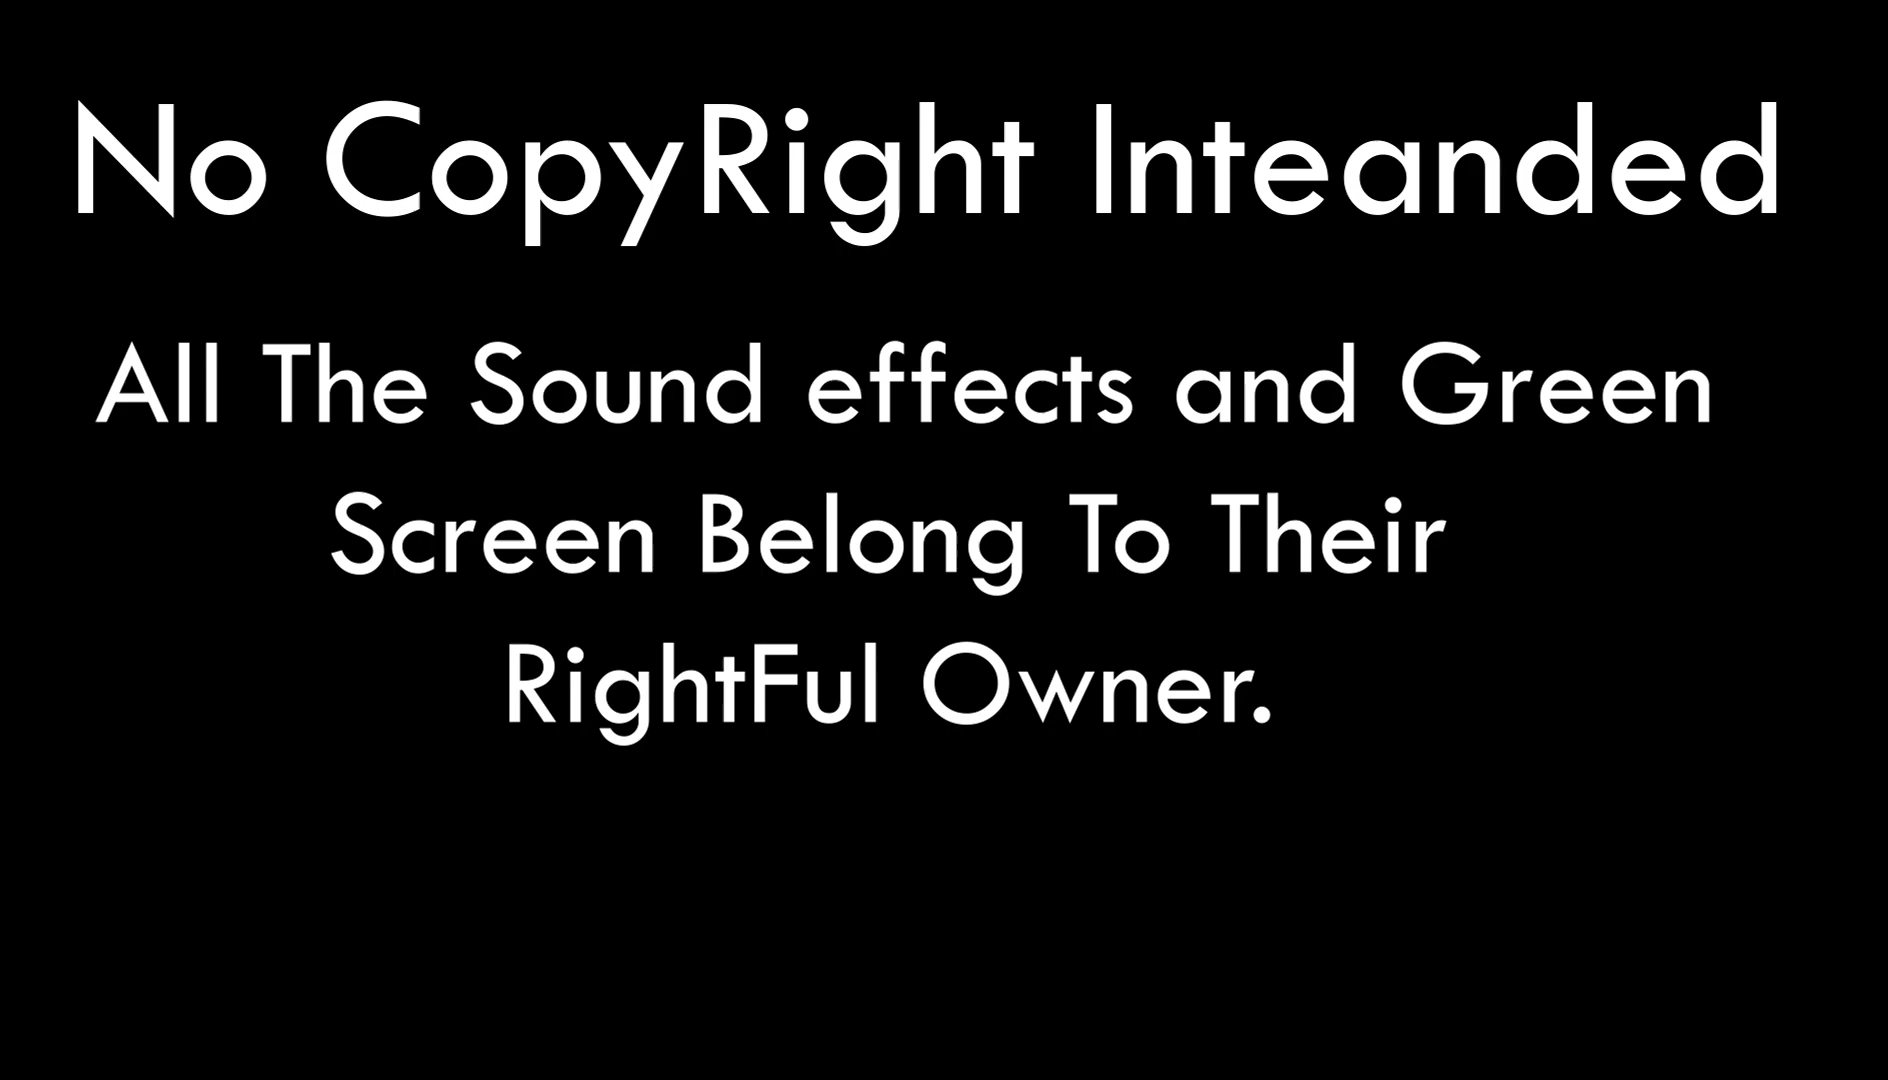 No CopyRight Inteanded
All The Sound effects and Green
Screen Belong To Their
RightFul Owner.